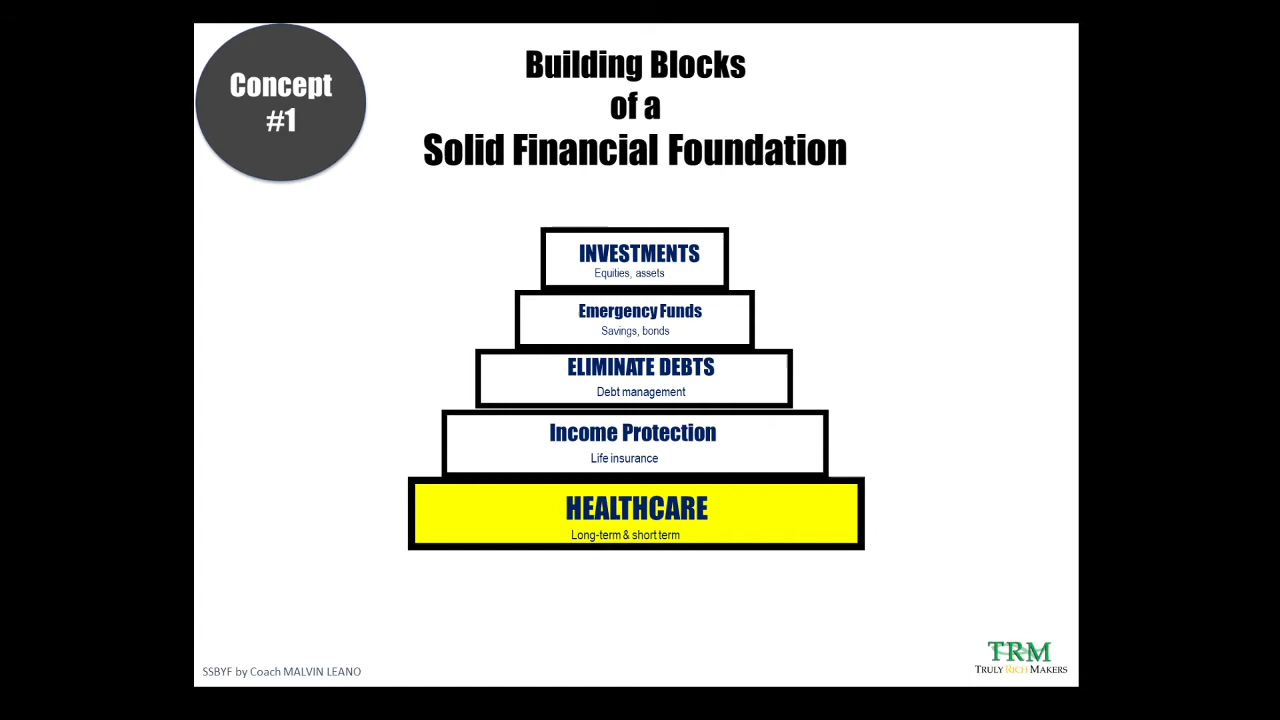 Concept
#1
Building Blocks
of a
Solid Financial Foundation
INVESTMENTS
Equities, assets
Emergency Funds
Savings, bonds
ELIMINATE DEBTS
Debt management
Income Protection
Life insurance
HEALTHCARE
Long-term & short term
SSBYF by Coach MALVIN LEANO
TRM
TRULY RICH MAKERS